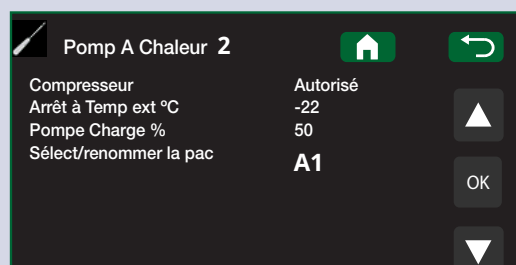 Pomp A Chaleur 2
Compresseur Autorisé
Arrêt à Temp ext ºC -22
Pompe Charge % 50
Sélect/renommer la pac A1
OK